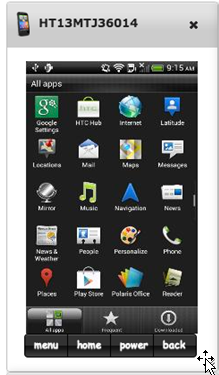 HT13MTJ36014
9:15 AM
All apps
Google Settings HTC Hub Internet Latitude
Locations Mail Maps Messages
Mirror Music Navigation News
News & Weather People Personalize Phone
Places Play Store Polaris Office Reader
All apps Frequent Downloaded
menu home power back